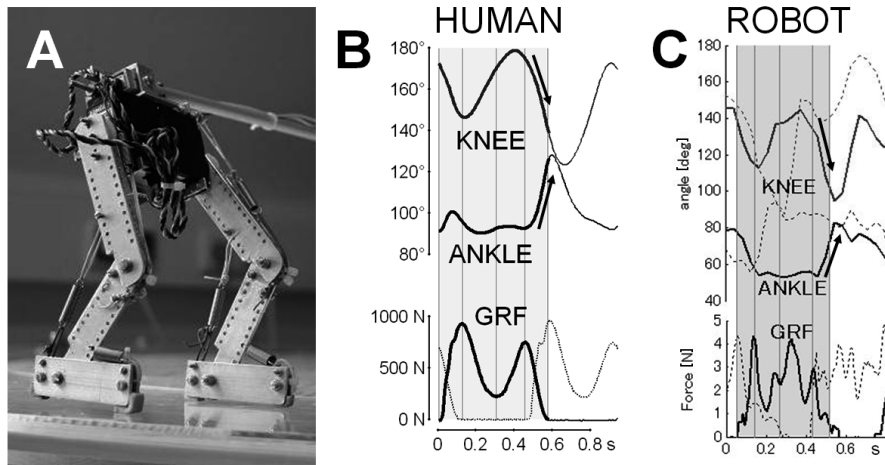 A
B
HUMAN
180°
160°
140°
120°
100°
80°
KNEE
ANKLE
1000 N
500 N
0 N
GRF
0
0.2
0.4
0.6
0.8
s
C
ROBOT
angle [deg]
180
160
140
120
100
80
60
40
KNEE
ANKLE
Force [N]
5
4
3
2
1
0
GRF
0.2
0.4
0.6
s